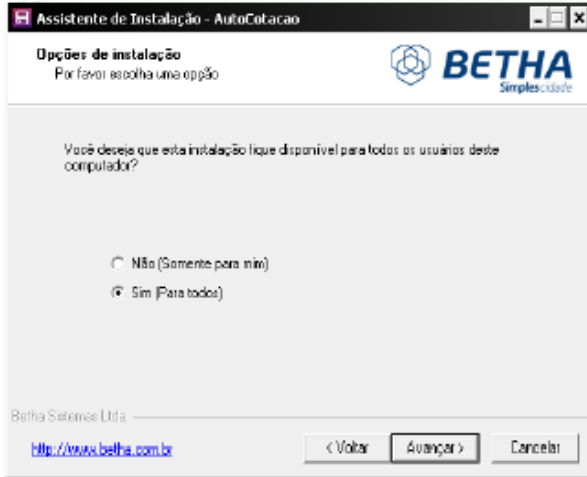 Assistente de Instalação - AutoCotacao
Opções de instalação
Por favor escolha uma opção
BETHA
Simplescidade
Você deseja que esta instalação fique disponível para todos os usuários deste
computador?
Não (Somente para mim)
Sim (Para todos)
Betha Sistemas Ltda
http://www.betha.com.br
< Voltar
Avançar >
Cancelar